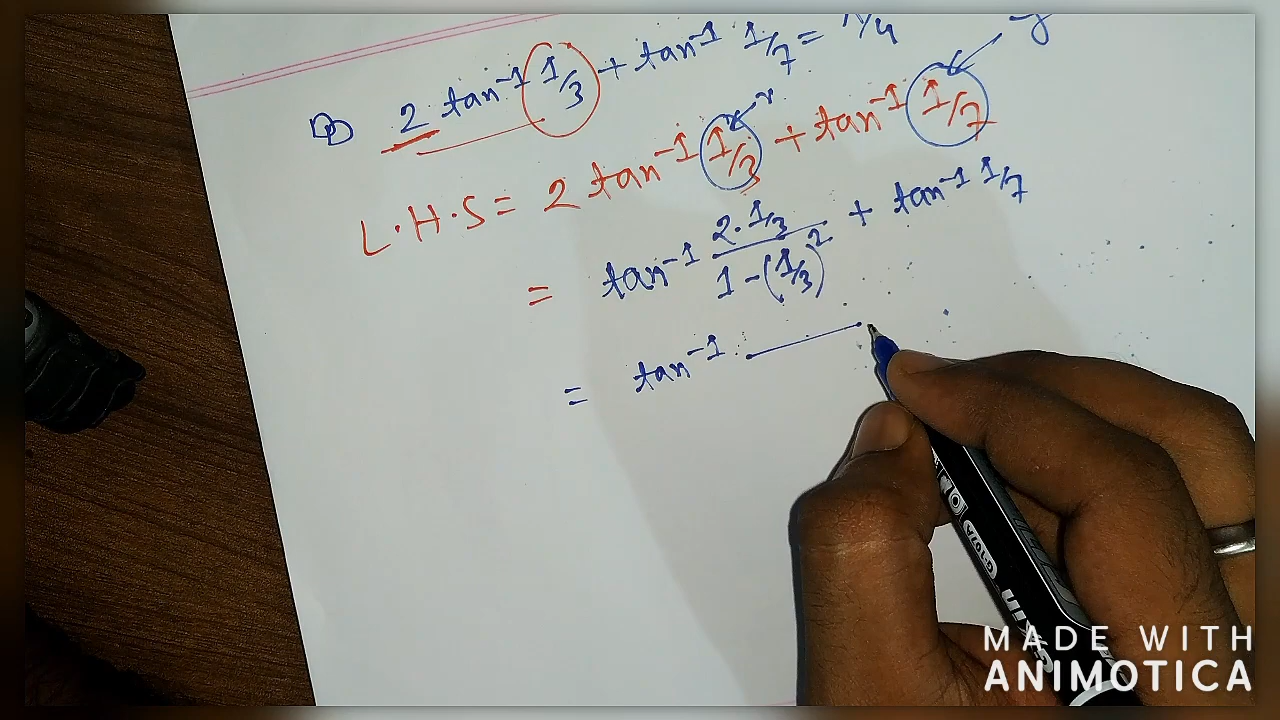 2 tan⁻¹ 1/3 + tan⁻¹ 1/7 = π/4
L.H.S = 2 tan⁻¹ 1/3 + tan⁻¹ 1/7
= tan⁻¹ (2·1/3)/(1-(1/3)²) + tan⁻¹ 1/7
= tan⁻¹
G-107A
MADE WITH
ANIMOTICA